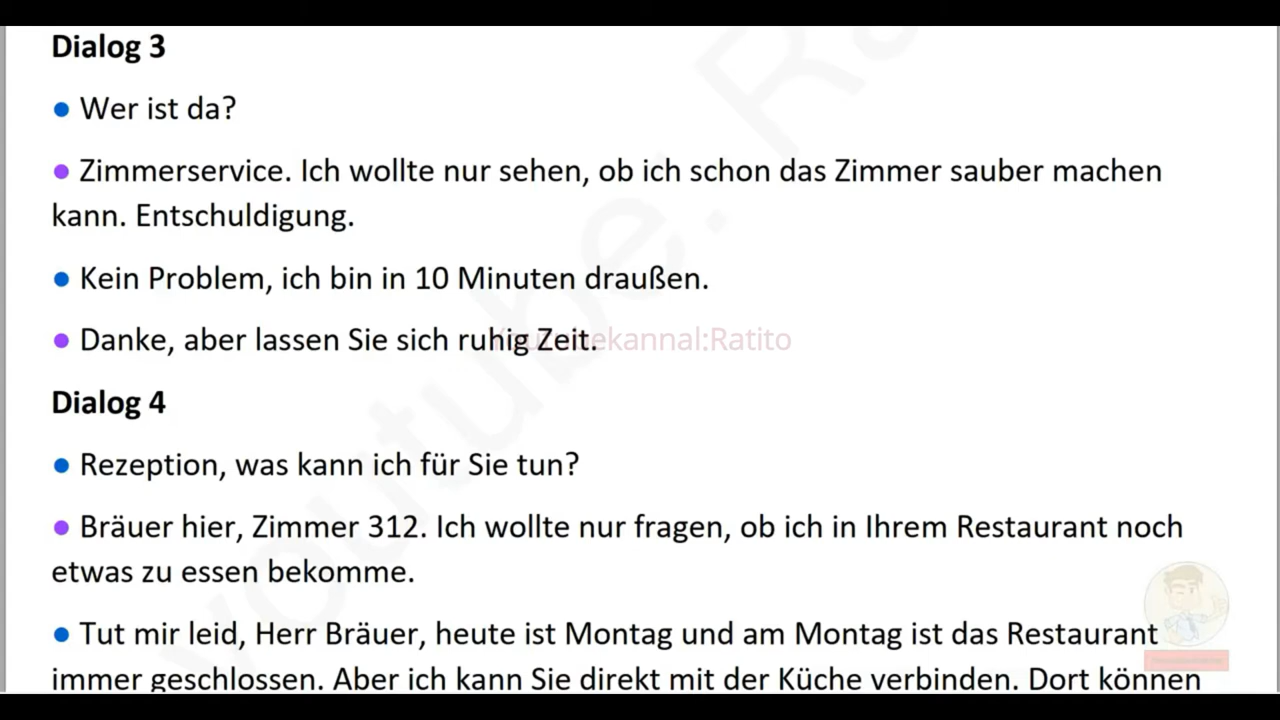 Dialog 3
● Wer ist da?
● Zimmerservice. Ich wollte nur sehen, ob ich schon das Zimmer sauber machen
kann. Entschuldigung.
● Kein Problem, ich bin in 10 Minuten draußen.
● Danke, aber lassen Sie sich ruhig Zeit.
ekannal:Ratito
Dialog 4
● Rezeption, was kann ich für Sie tun?
● Bräuer hier, Zimmer 312. Ich wollte nur fragen, ob ich in Ihrem Restaurant noch
etwas zu essen bekomme.
● Tut mir leid, Herr Bräuer, heute ist Montag und am Montag ist das Restaurant
immer geschlossen. Aber ich kann Sie direkt mit der Küche verbinden. Dort können
youtube: Ra